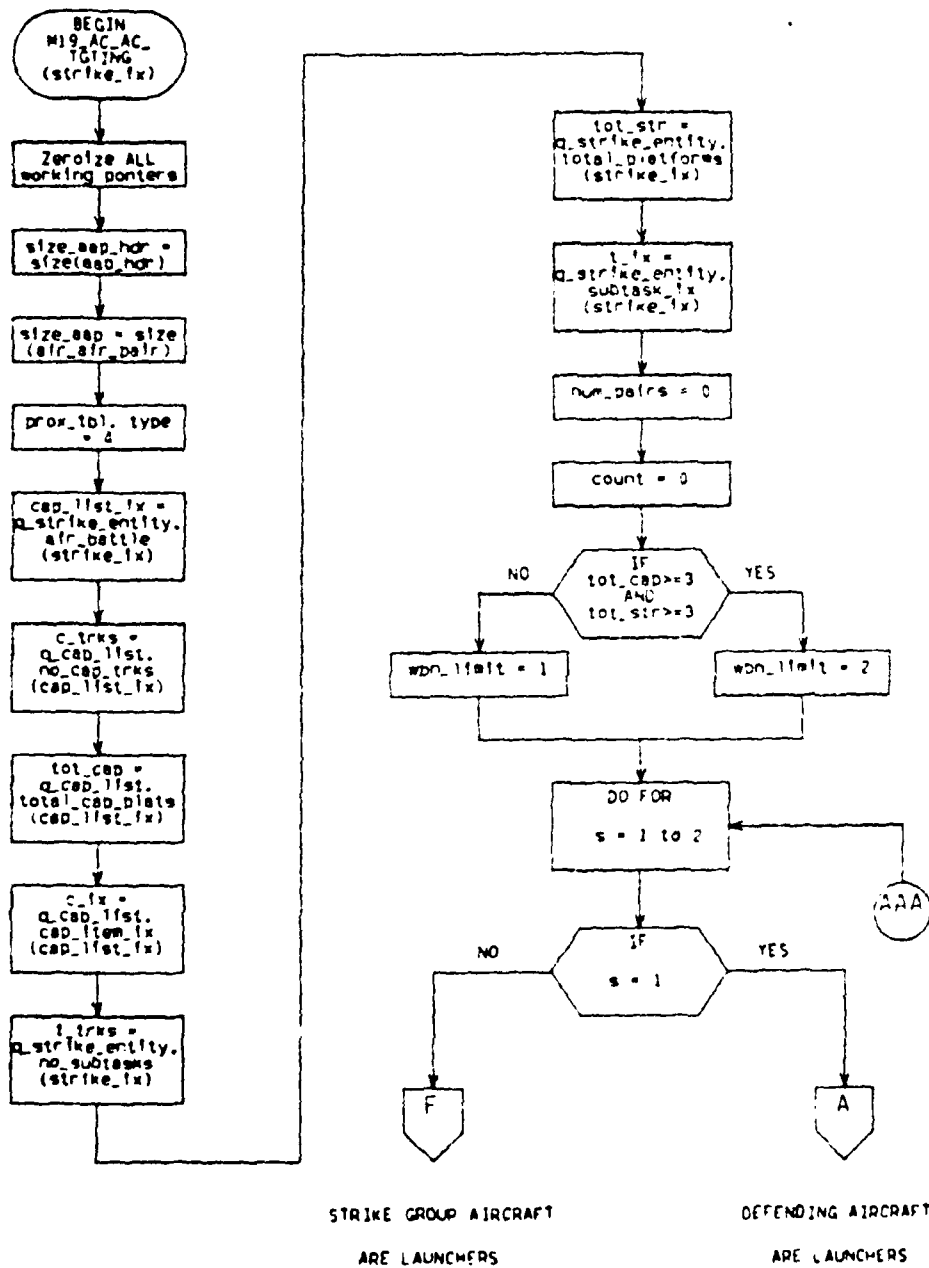 BEGIN
M19_AC_AC_
TGTING
(strike_ix)
Zeroize ALL
working ponters
size_aap_hdr =
size(aap_hdr)
size_aap = size
(air_air_pair)
prox_tbl. type
= 4
cap_list_ix =
q_strike_entity.
air_battle
(strike_ix)
c_trks =
q_cap_list.
no_cap_trks
(cap_list_ix)
tot_cap =
q_cap_list.
total_cap_plats
(cap_list_ix)
c_ix =
q_cap_list.
cap_item_ix
(cap_list_ix)
t_trks =
q_strike_entity.
no_subtasks
(strike_ix)
tot_str =
q_strike_entity.
total_platforms
(strike_ix)
t_ix =
q_strike_entity.
subtask_ix
(strike_ix)
num_pairs = 0
count = 0
IF
tot_cap>=3
AND
tot_str>=3
NO
YES
wpn_limit = 1
wpn_limit = 2
DO FOR
s = 1 to 2
AAA
IF
s = 1
NO
YES
F
A
STRIKE GROUP AIRCRAFT
ARE LAUNCHERS
DEFENDING AIRCRAFT
ARE LAUNCHERS